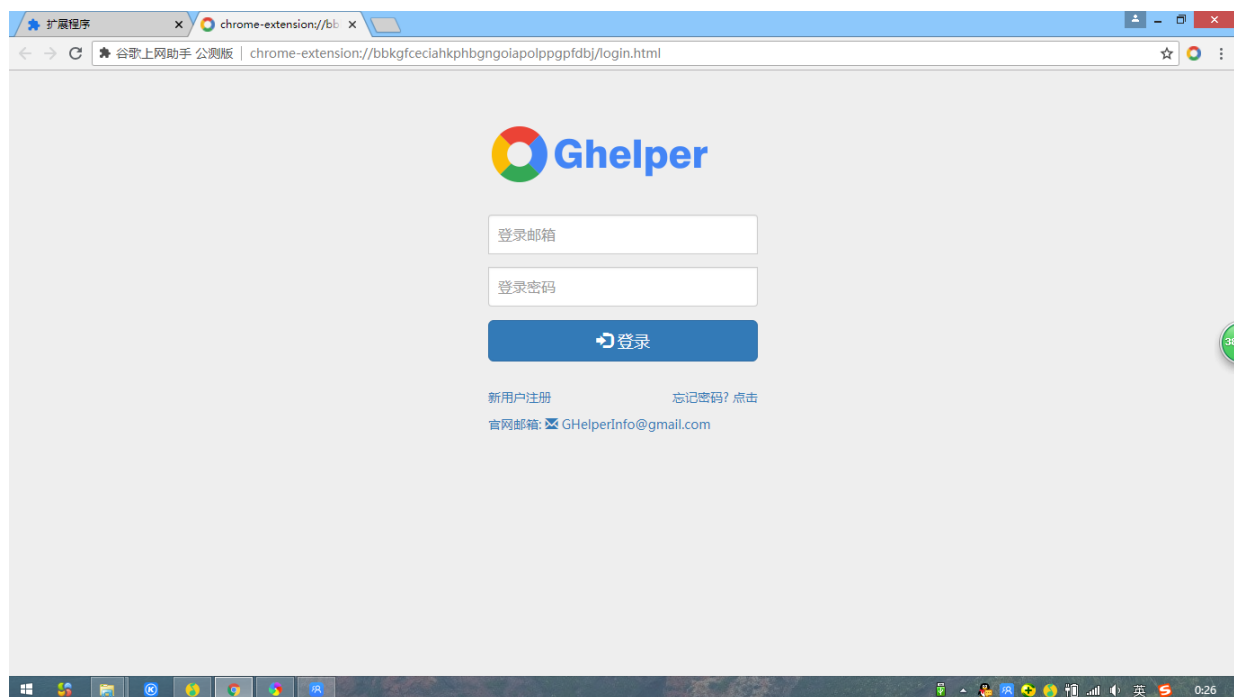 扩展程序
chrome-extension://bb
谷歌上网助手 公测版 | chrome-extension://bbkgfceciahkphbgngoiapolppgpfdbj/login.html
Ghelper
登录邮箱
登录密码
登录
新用户注册 忘记密码? 点击
官网邮箱: GHelperInfo@gmail.com
38
英 0:26